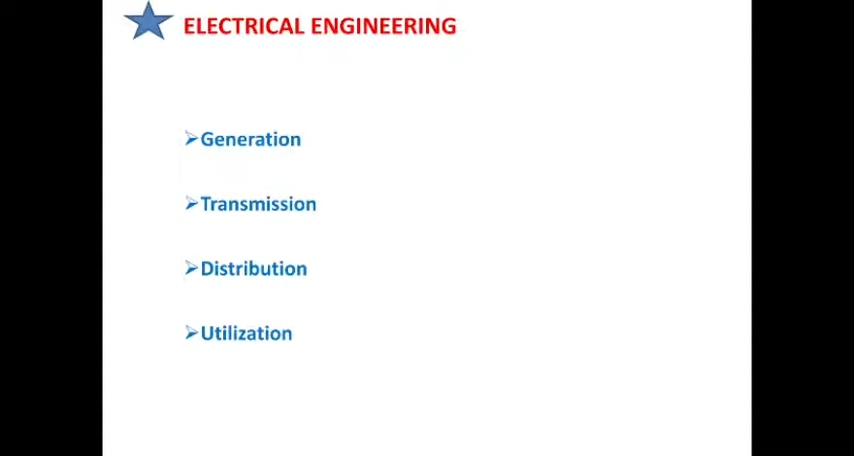 ELECTRICAL ENGINEERING
Generation
Transmission
Distribution
Utilization